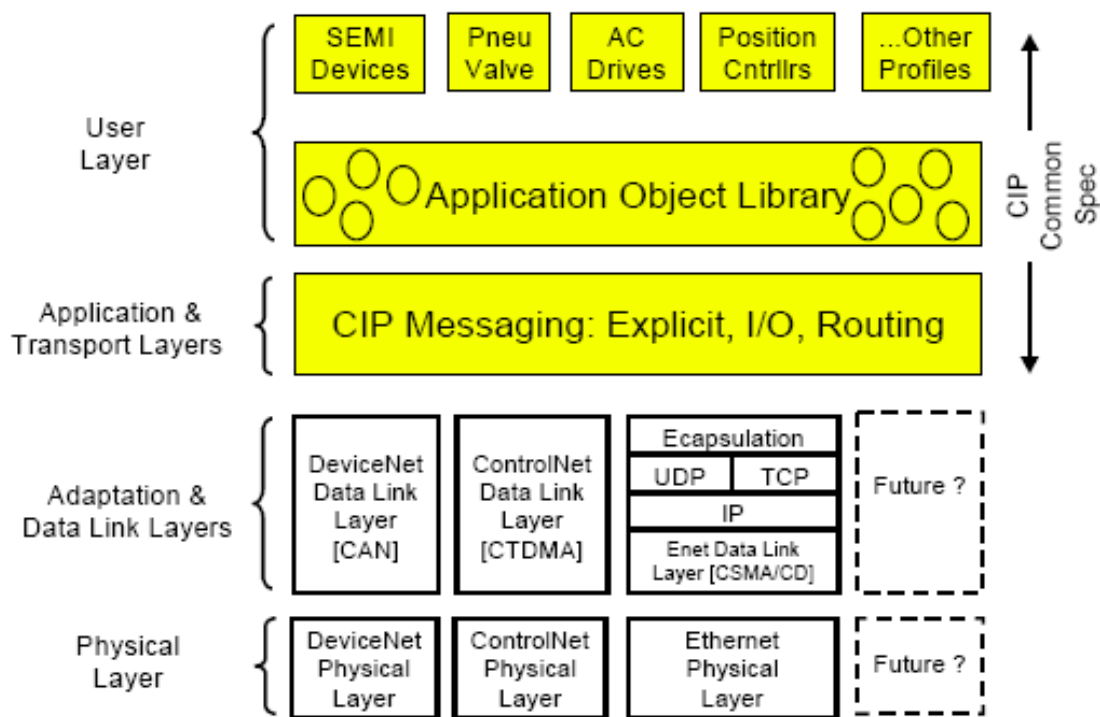 SEMI
Devices
Pneu
Valve
AC
Drives
Position
Cntrllrs
...Other
Profiles
User
Layer
Application Object Library
CIP
Common
Spec
Application &
Transport Layers
CIP Messaging: Explicit, I/O, Routing
Adaptation &
Data Link Layers
DeviceNet
Data Link
Layer
[CAN]
ControlNet
Data Link
Layer
[CTDMA]
Ecapsulation
UDP
TCP
IP
Enet Data Link
Layer [CSMA/CD]
Future ?
Physical
Layer
DeviceNet
Physical
Layer
ControlNet
Physical
Layer
Ethernet
Physical
Layer
Future ?